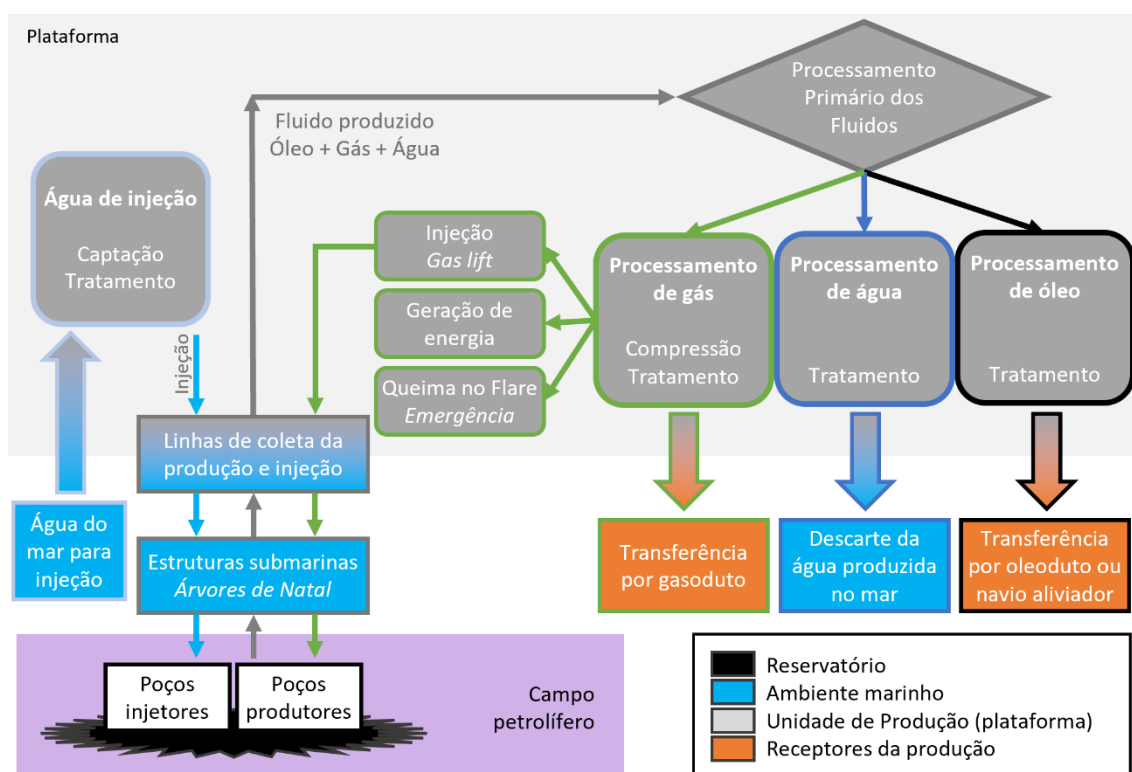 Plataforma
Processamento
Primário dos
Fluidos
Fluido produzido
Óleo + Gás + Água
Água de injeção
Captação
Tratamento
Injeção
Gas lift
Geração de
energia
Queima no Flare
Emergência
Processamento
de gás
Compressão
Tratamento
Processamento
de água
Tratamento
Processamento
de óleo
Tratamento
Injeção
Linhas de coleta da
produção e injeção
Água do
mar para
injeção
Estruturas submarinas
Árvores de Natal
Transferência
por gasoduto
Descarte da
água produzida
no mar
Transferência
por oleoduto ou
navio aliviador
Poços
injetores
Poços
produtores
Campo
petrolífero
Reservatório
Ambiente marinho
Unidade de Produção (plataforma)
Receptores da produção